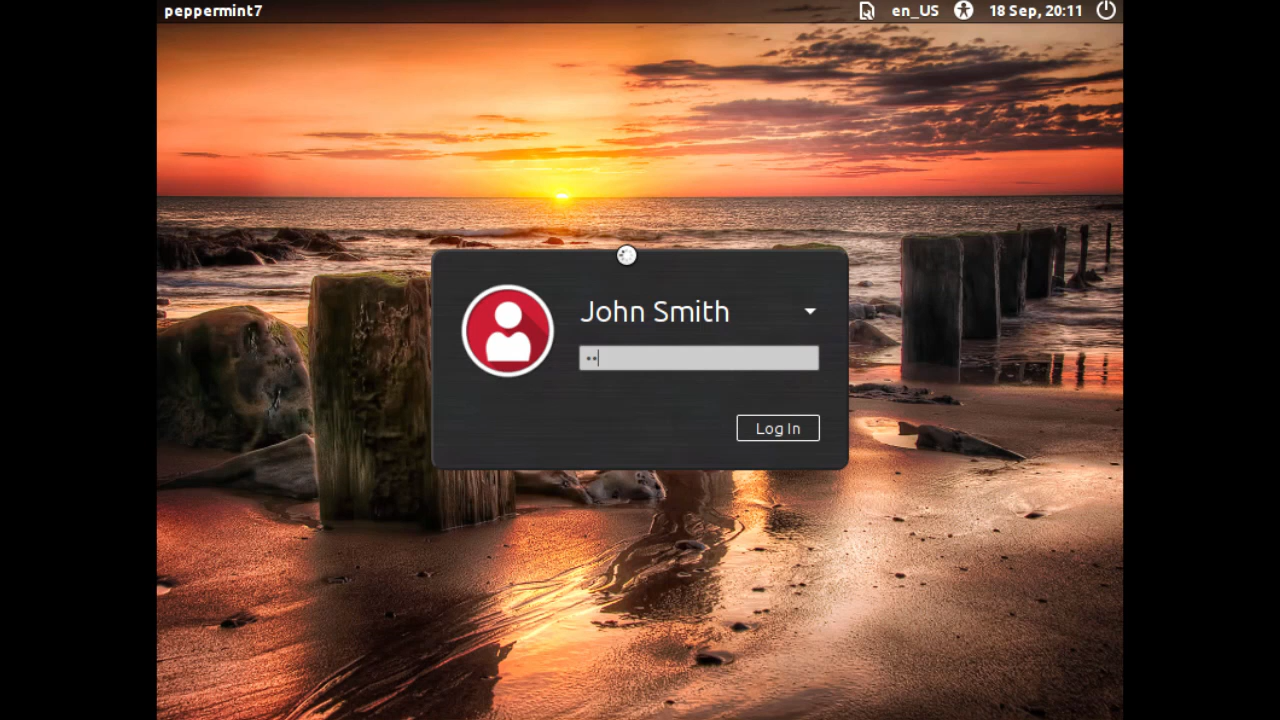 peppermint7
en_US
18 Sep, 20:11
John Smith
Log In